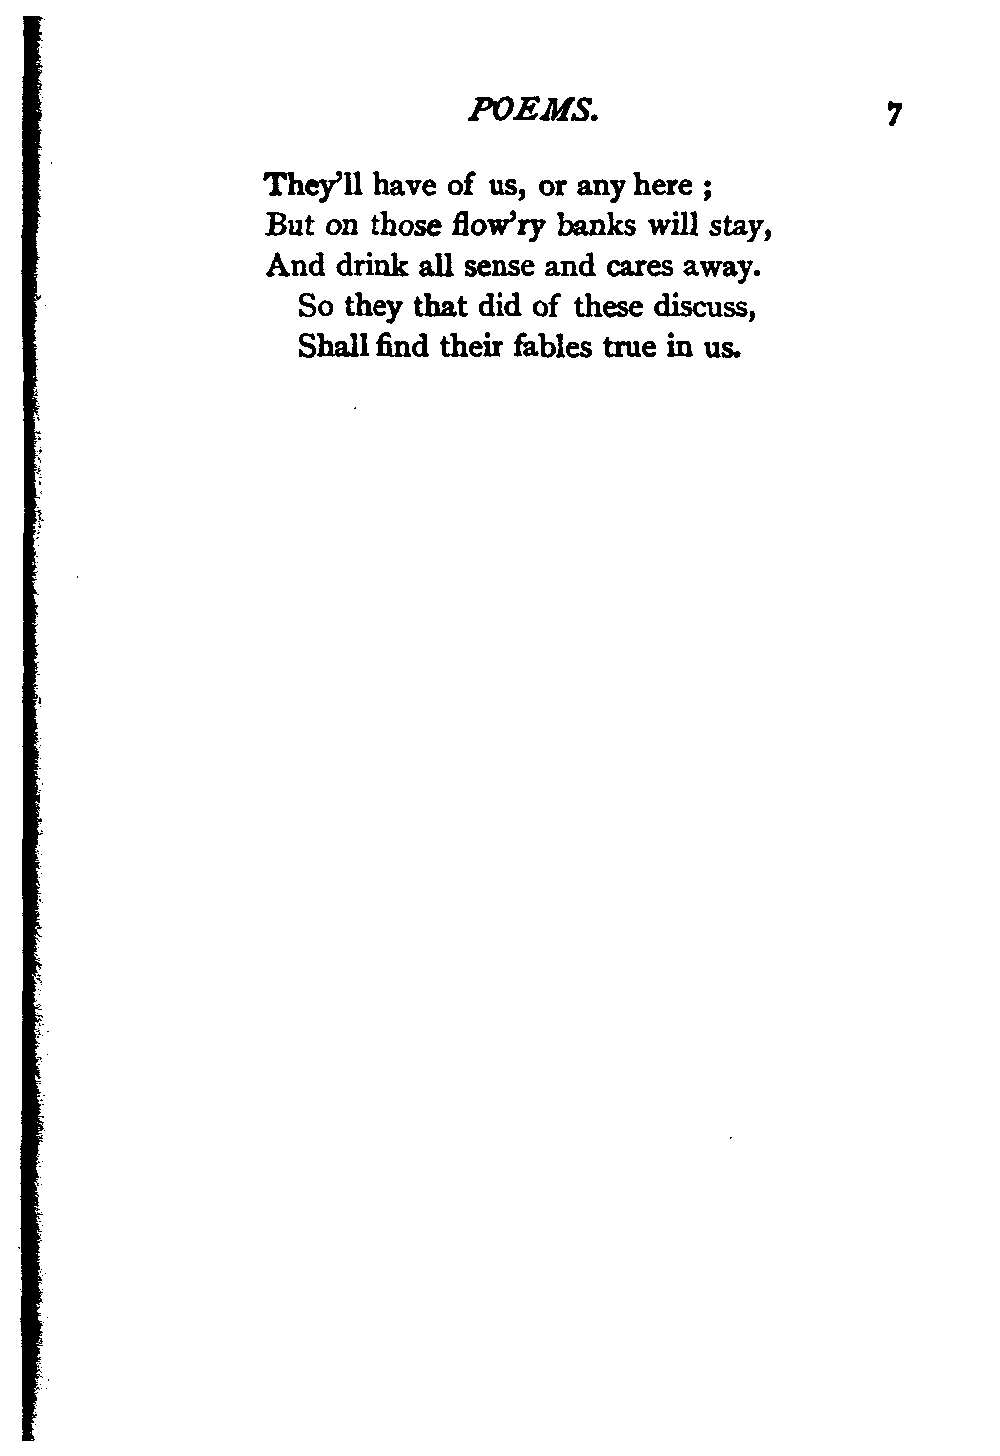 POEMS. 7
They'll have of us, or any here ;
But on those flow'ry banks will stay,
And drink all sense and cares away.
So they that did of these discuss,
Shall find their fables true in us.